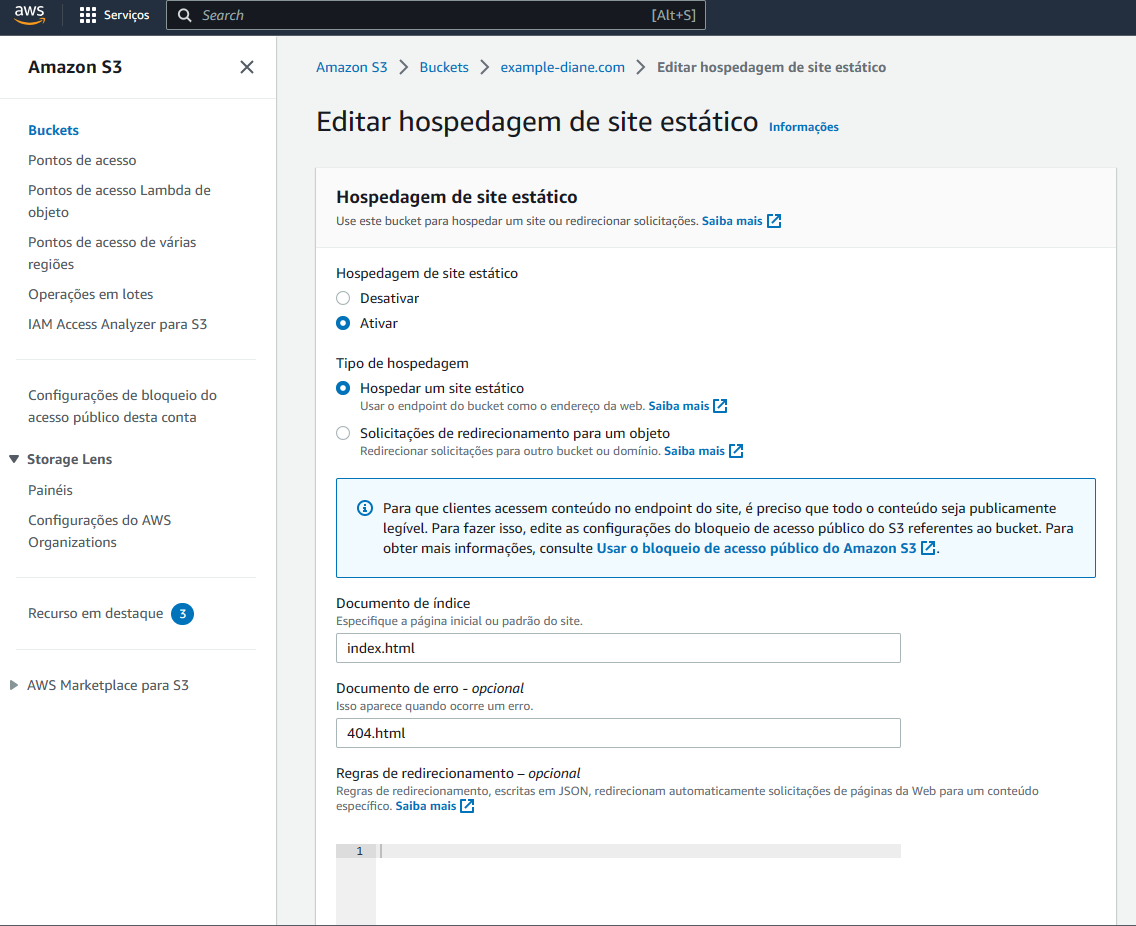 aws
Serviços
Search
[Alt+S]
Amazon S3
Buckets
Pontos de acesso
Pontos de acesso Lambda de
objeto
Pontos de acesso de várias
regiões
Operações em lotes
IAM Access Analyzer para S3
Configurações de bloqueio do
acesso público desta conta
Storage Lens
Painéis
Configurações do AWS
Organizations
Recurso em destaque 3
AWS Marketplace para S3
Amazon S3 Buckets example-diane.com Editar hospedagem de site estático
Editar hospedagem de site estático Informações
Hospedagem de site estático
Use este bucket para hospedar um site ou redirecionar solicitações. Saiba mais
Hospedagem de site estático
Desativar
Ativar
Tipo de hospedagem
Hospedar um site estático
Usar o endpoint do bucket como o endereço da web. Saiba mais
Solicitações de redirecionamento para um objeto
Redirecionar solicitações para outro bucket ou domínio. Saiba mais
Para que clientes acessem conteúdo no endpoint do site, é preciso que todo o conteúdo seja publicamente
legível. Para fazer isso, edite as configurações do bloqueio de acesso público do S3 referentes ao bucket. Para
obter mais informações, consulte Usar o bloqueio de acesso público do Amazon S3.
Documento de índice
Especifique a página inicial ou padrão do site.
index.html
Documento de erro - opcional
Isso aparece quando ocorre um erro.
404.html
Regras de redirecionamento – opcional
Regras de redirecionamento, escritas em JSON, redirecionam automaticamente solicitações de páginas da Web para um conteúdo
específico. Saiba mais
1